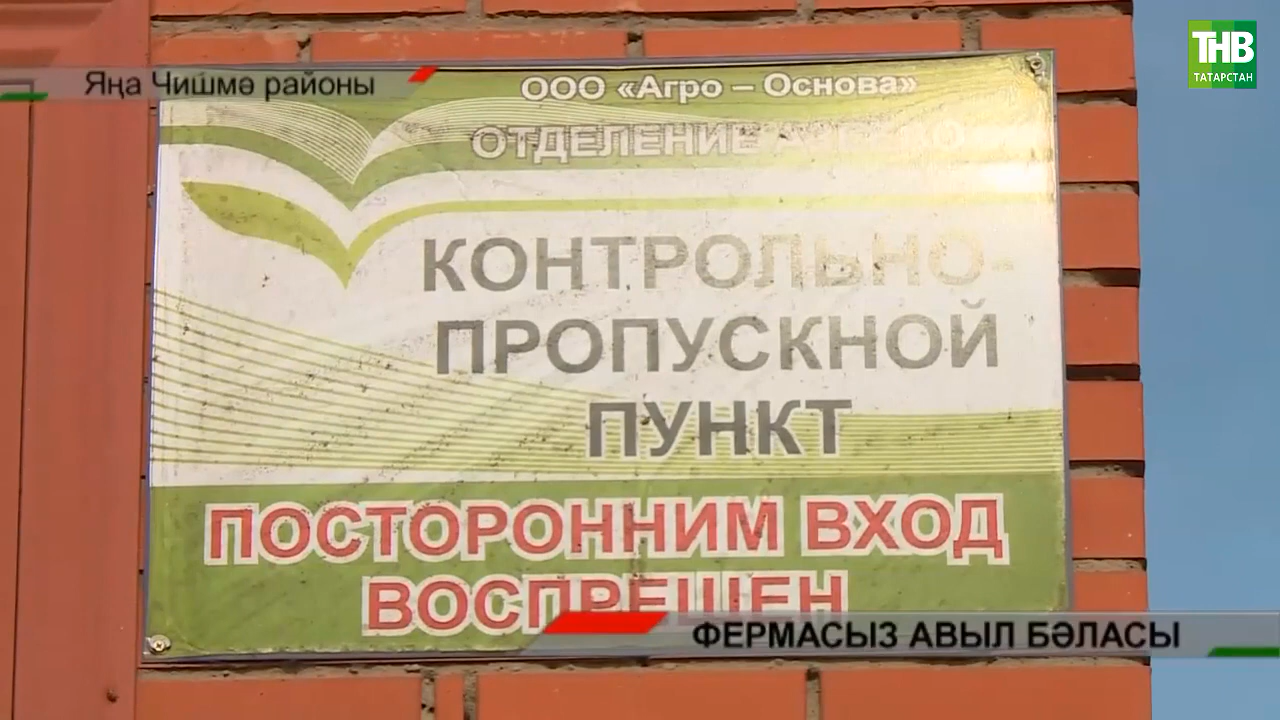 ТНВ
ТАТАРСТАН
Яңа Чишмә районы
ООО «Агро – Основа»
ОТДЕЛЕНИЕ
КОНТРОЛЬНО-
ПРОПУСКНОЙ
ПУНКТ
ПОСТОРОННИМ ВХОД
ВОСПРЕЩЕН
ФЕРМАСЫЗ АВЫЛ БӘЛАСЫ